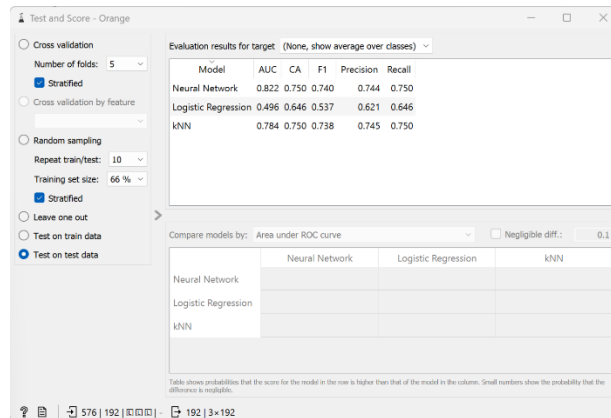 Test and Score - Orange
Cross validation
Number of folds: 5
Stratified
Cross validation by feature
Random sampling
Repeat train/test: 10
Training set size: 66 %
Stratified
Leave one out
Test on train data
Test on test data
Evaluation results for target (None, show average over classes)
Model AUC CA F1 Precision Recall
Neural Network 0.822 0.750 0.740 0.744 0.750
Logistic Regression 0.496 0.646 0.537 0.621 0.646
kNN 0.784 0.750 0.738 0.745 0.750
Compare models by: Area under ROC curve Negligible diff.: 0.1
Neural Network Logistic Regression kNN
Neural Network
Logistic Regression
kNN
Table shows probabilities that the score for the model in the row is higher than that of the model in the column. Small numbers show the probability that the
difference is negligible.
? 576 | 192 | - 192 | 3×192